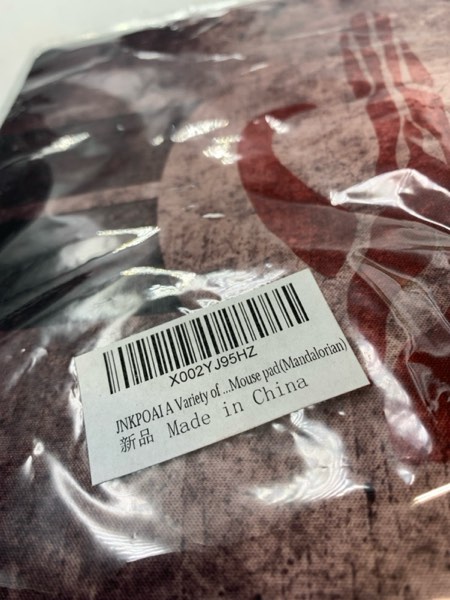 X002YJ95HZ
JNKPOAI A Variety of ...Mouse pad(Mandalorian)
新品 Made in China